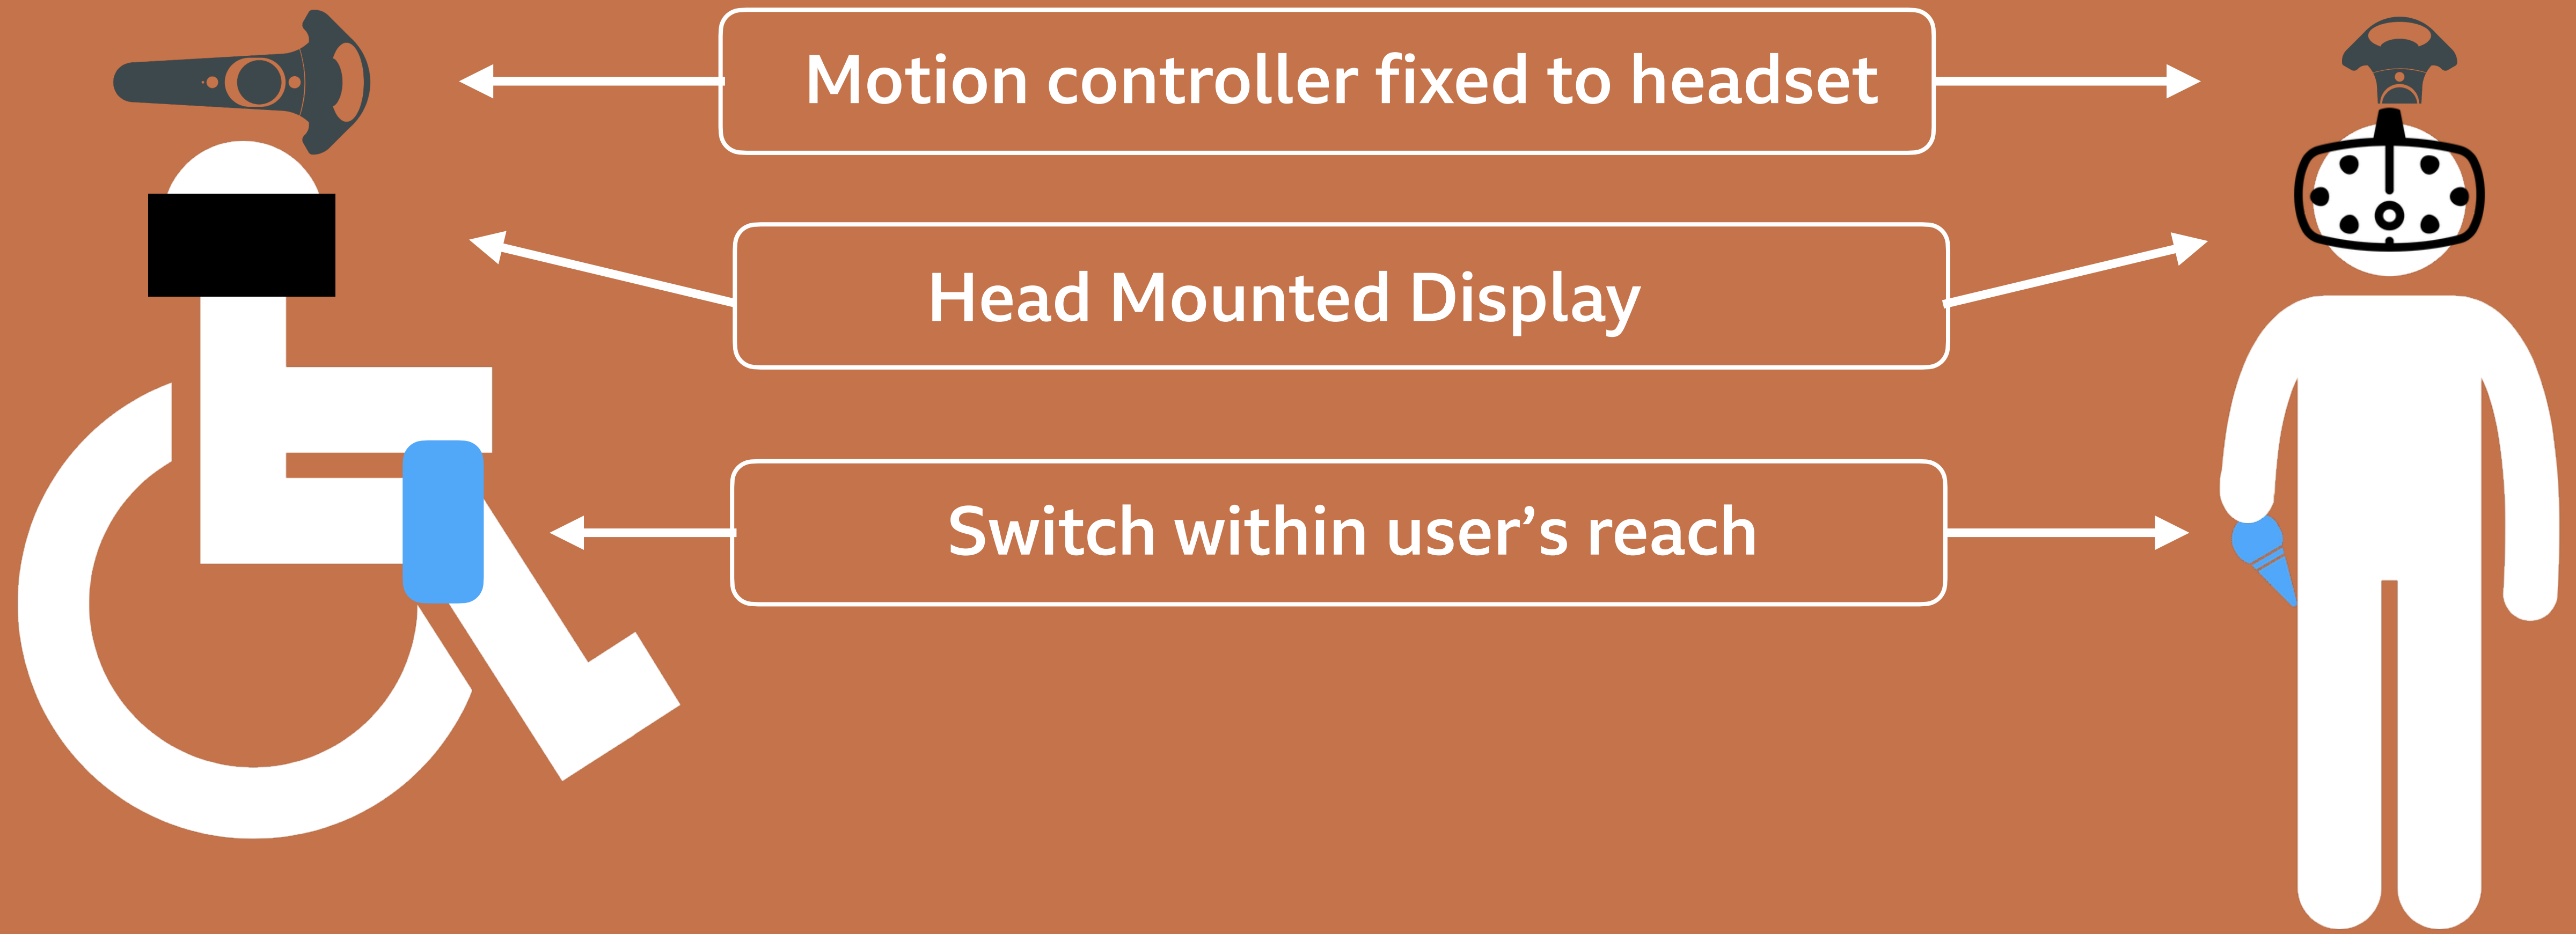 Motion controller fixed to headset
Head Mounted Display
Switch within user’s reach